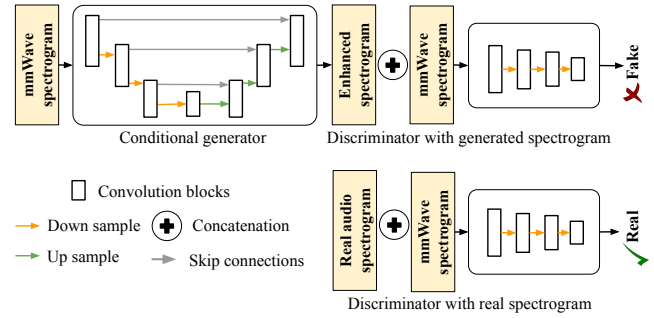 mmWave
spectrogram
Enhanced
spectrogram
mmWave
spectrogram
Fake
Conditional generator
Discriminator with generated spectrogram
Convolution blocks
Down sample
Concatenation
Up sample
Skip connections
Real audio
spectrogram
mmWave
spectrogram
Real
Discriminator with real spectrogram